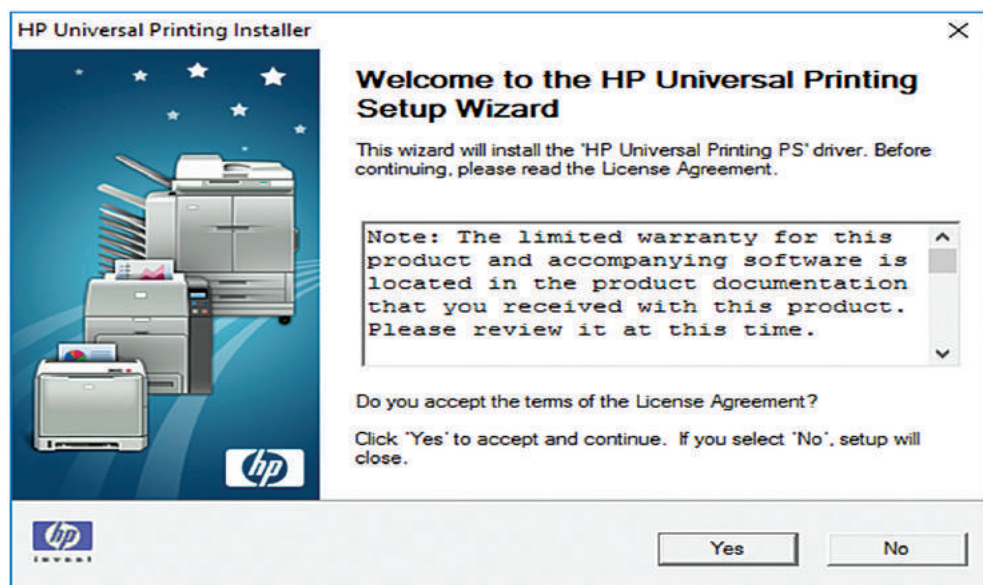 HP Universal Printing Installer
Welcome to the HP Universal Printing
Setup Wizard
This wizard will install the 'HP Universal Printing PS' driver. Before
continuing, please read the License Agreement.
Note: The limited warranty for this
product and accompanying software is
located in the product documentation
that you received with this product.
Please review it at this time.
Do you accept the terms of the License Agreement?
Click 'Yes' to accept and continue. If you select 'No', setup will
close.
hp
hp
invent
Yes
No